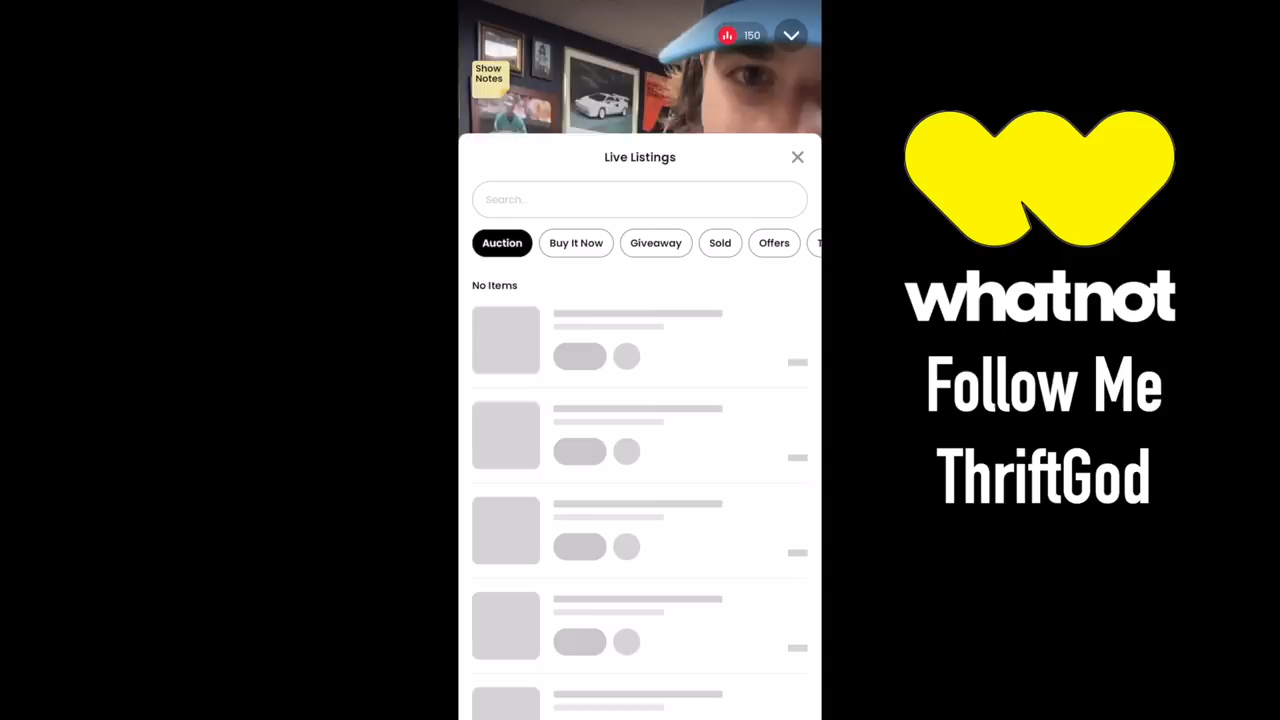 150
Show
Notes
Live Listings
Search...
Auction
Buy It Now
Giveaway
Sold
Offers
No Items
whatnot
Follow Me
ThriftGod